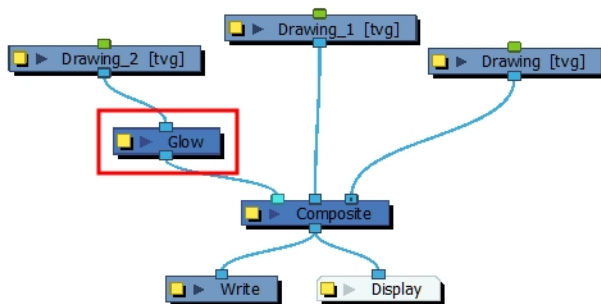 Drawing_1 [tvg]
Drawing_2 [tvg]
Drawing [tvg]
Glow
Composite
Write
Display